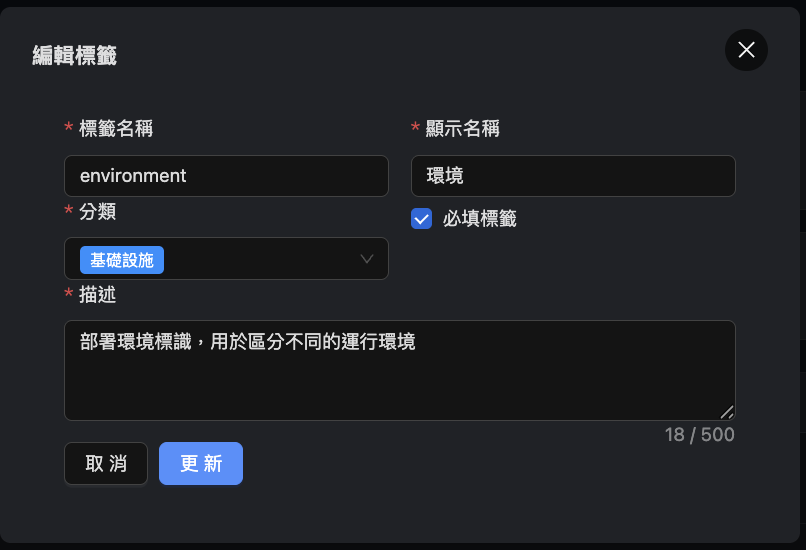 編輯標籤
* 標籤名稱
* 顯示名稱
environment
環境
* 分類
必填標籤
基礎設施
* 描述
部署環境標識，用於區分不同的運行環境
18 / 500
取 消
更 新